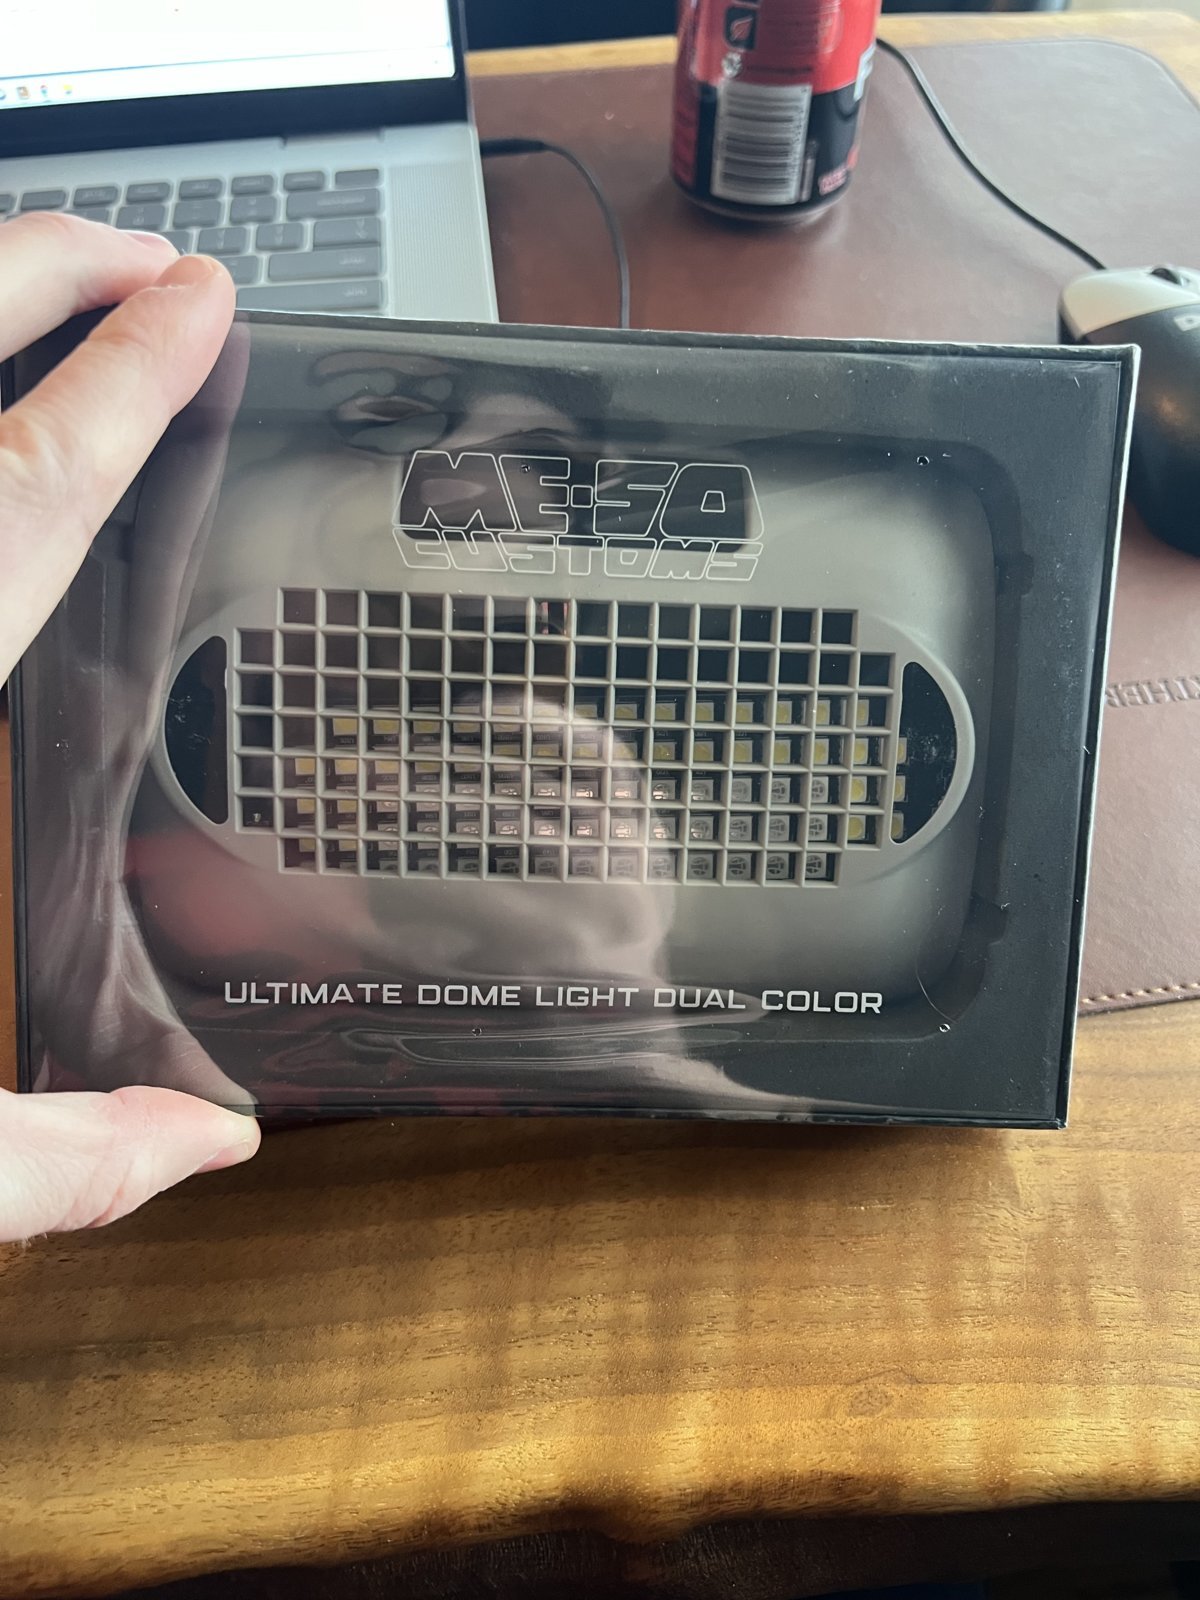 ME·SO
CUSTOMS
ULTIMATE DOME LIGHT DUAL COLOR